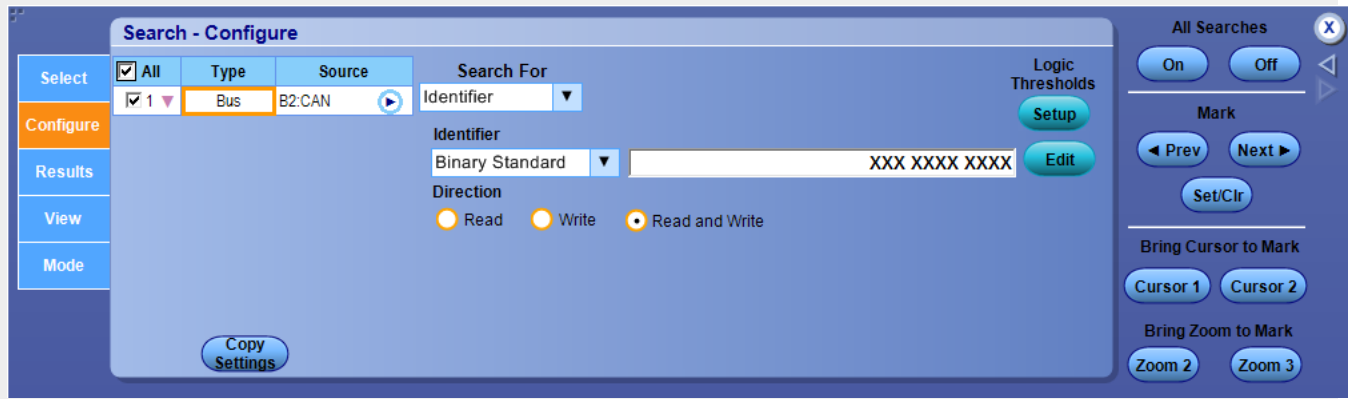 Search - Configure
Select
Configure
Results
View
Mode
All Type Source
1 Bus B2:CAN
Search For
Identifier
Identifier
Binary Standard XXX XXXX XXXX
Direction
Read Write Read and Write
Logic
Thresholds
Setup
Edit
Copy
Settings
All Searches
X
On Off
Mark
Prev Next
Set/Clr
Bring Cursor to Mark
Cursor 1 Cursor 2
Bring Zoom to Mark
Zoom 2 Zoom 3